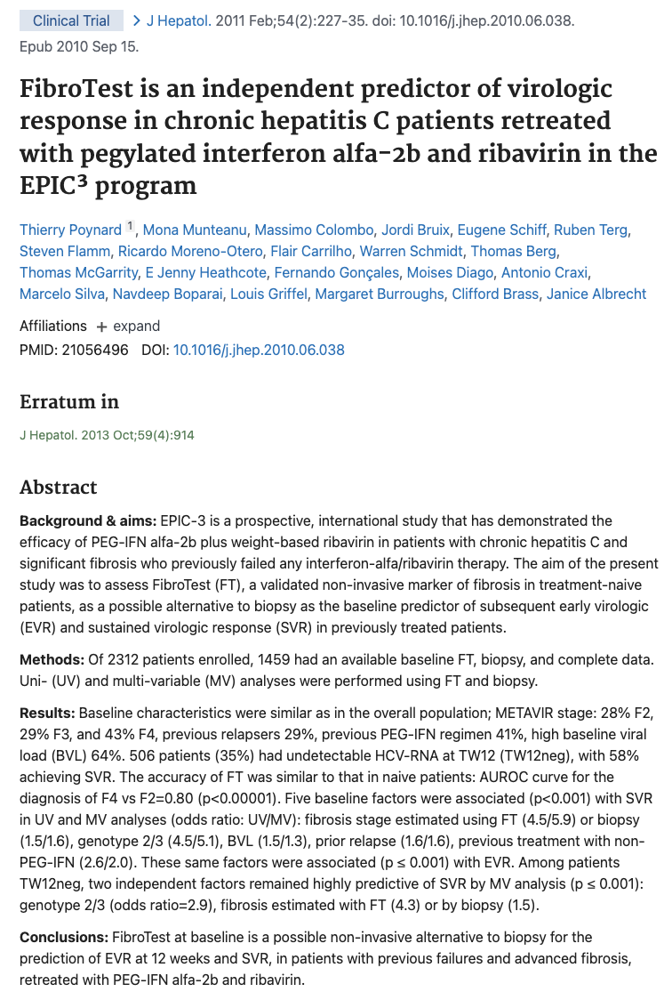 Clinical Trial > J Hepatol. 2011 Feb;54(2):227-35. doi: 10.1016/j.jhep.2010.06.038.
Epub 2010 Sep 15.
FibroTest is an independent predictor of virologic
response in chronic hepatitis C patients retreated
with pegylated interferon alfa-2b and ribavirin in the
EPIC³ program
Thierry Poynard 1, Mona Munteanu, Massimo Colombo, Jordi Bruix, Eugene Schiff, Ruben Terg,
Steven Flamm, Ricardo Moreno-Otero, Flair Carrilho, Warren Schmidt, Thomas Berg,
Thomas McGarrity, E Jenny Heathcote, Fernando Gonçales, Moises Diago, Antonio Craxi,
Marcelo Silva, Navdeep Boparai, Louis Griffel, Margaret Burroughs, Clifford Brass, Janice Albrecht
Affiliations + expand
PMID: 21056496 DOI: 10.1016/j.jhep.2010.06.038
Erratum in
J Hepatol. 2013 Oct;59(4):914
Abstract
Background & aims: EPIC-3 is a prospective, international study that has demonstrated the
efficacy of PEG-IFN alfa-2b plus weight-based ribavirin in patients with chronic hepatitis C and
significant fibrosis who previously failed any interferon-alfa/ribavirin therapy. The aim of the present
study was to assess FibroTest (FT), a validated non-invasive marker of fibrosis in treatment-naive
patients, as a possible alternative to biopsy as the baseline predictor of subsequent early virologic
(EVR) and sustained virologic response (SVR) in previously treated patients.
Methods: Of 2312 patients enrolled, 1459 had an available baseline FT, biopsy, and complete data.
Uni- (UV) and multi-variable (MV) analyses were performed using FT and biopsy.
Results: Baseline characteristics were similar as in the overall population; METAVIR stage: 28% F2,
29% F3, and 43% F4, previous relapsers 29%, previous PEG-IFN regimen 41%, high baseline viral
load (BVL) 64%. 506 patients (35%) had undetectable HCV-RNA at TW12 (TW12neg), with 58%
achieving SVR. The accuracy of FT was similar to that in naive patients: AUROC curve for the
diagnosis of F4 vs F2=0.80 (p<0.00001). Five baseline factors were associated (p<0.001) with SVR
in UV and MV analyses (odds ratio: UV/MV): fibrosis stage estimated using FT (4.5/5.9) or biopsy
(1.5/1.6), genotype 2/3 (4.5/5.1), BVL (1.5/1.3), prior relapse (1.6/1.6), previous treatment with non-
PEG-IFN (2.6/2.0). These same factors were associated (p ≤ 0.001) with EVR. Among patients
TW12neg, two independent factors remained highly predictive of SVR by MV analysis (p ≤ 0.001):
genotype 2/3 (odds ratio=2.9), fibrosis estimated with FT (4.3) or by biopsy (1.5).
Conclusions: FibroTest at baseline is a possible non-invasive alternative to biopsy for the
prediction of EVR at 12 weeks and SVR, in patients with previous failures and advanced fibrosis,
retreated with PEG-IFN alfa-2b and ribavirin.